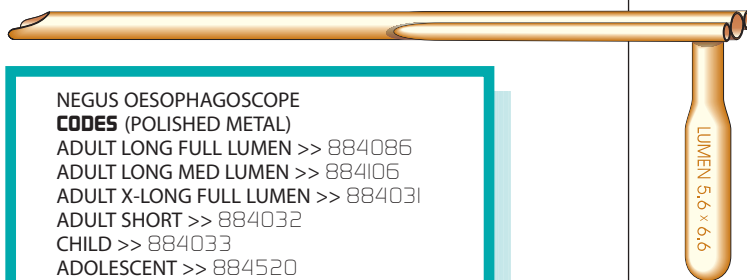 NEGUS OESOPHAGOSCOPE
CODES (POLISHED METAL)
ADULT LONG FULL LUMEN >> 884086
ADULT LONG MED LUMEN >> 884106
ADULT X-LONG FULL LUMEN >> 884031
ADULT SHORT >> 884032
CHILD >> 884033
ADOLESCENT >> 884520
LUMEN 5.6 x 6.6